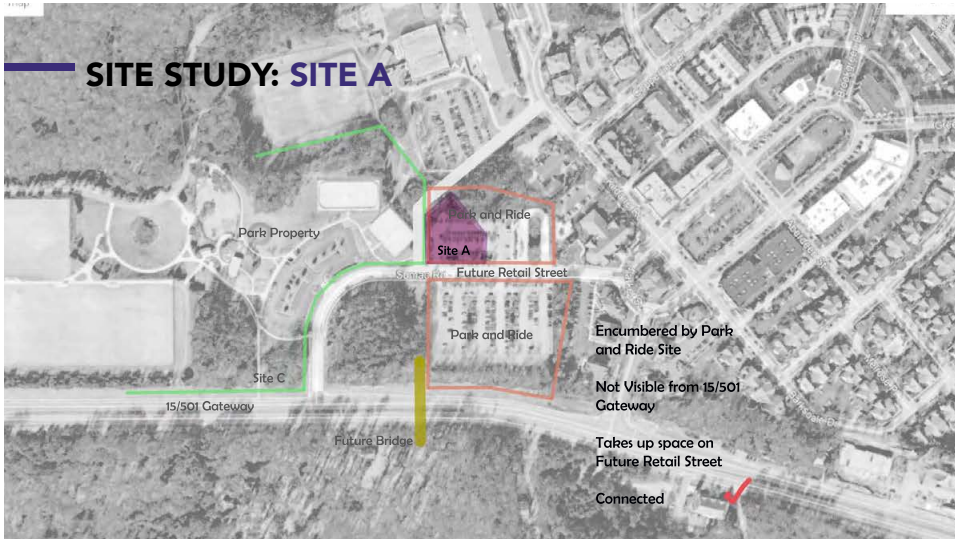 map
SITE STUDY: SITE A
Park and Ride
Park Property
Site A
Future Retail Street
Park and Ride
Encumbered by Park
and Ride Site
Site C
Not Visible from 15/501
Gateway
15/501 Gateway
Future Bridge
Takes up space on
Future Retail Street
Connected